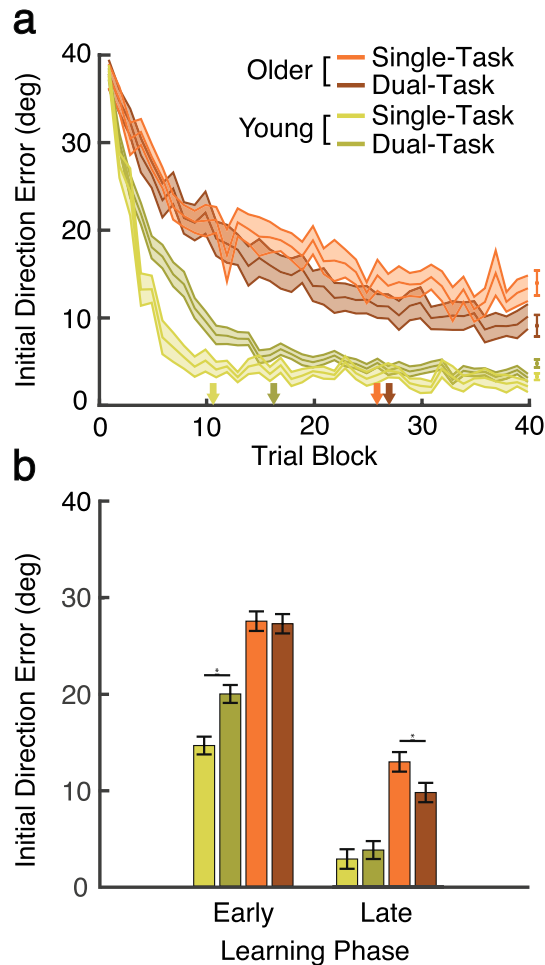 a
40
30
20
10
0
Initial Direction Error (deg)
Older [ Single-Task
Dual-Task
Young [ Single-Task
Dual-Task
0 10 20 30 40
Trial Block
b
40
30
20
10
0
Initial Direction Error (deg)
*
*
Early Late
Learning Phase